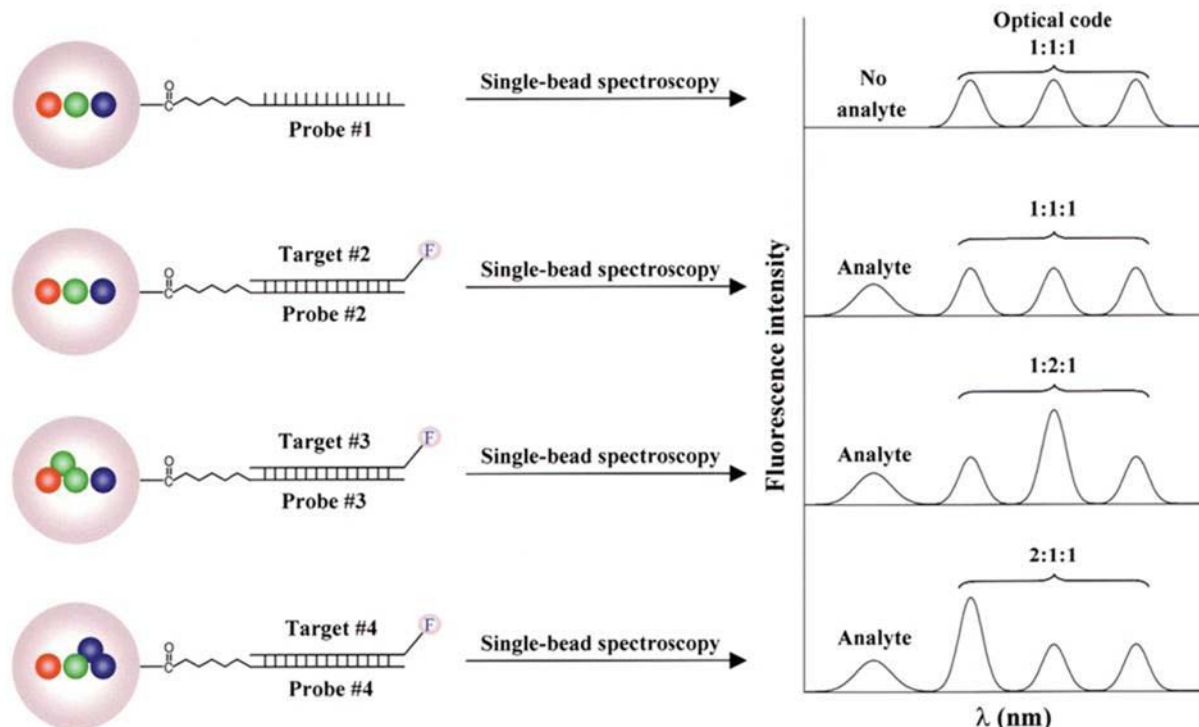 Optical code
1:1:1
No
analyte
O
C
Probe #1
Single-bead spectroscopy
1:1:1
Analyte
O
C
Target #2
F
Probe #2
Single-bead spectroscopy
Fluorescence intensity
1:2:1
Analyte
O
C
Target #3
F
Probe #3
Single-bead spectroscopy
2:1:1
Analyte
O
C
Target #4
F
Probe #4
Single-bead spectroscopy
λ (nm)